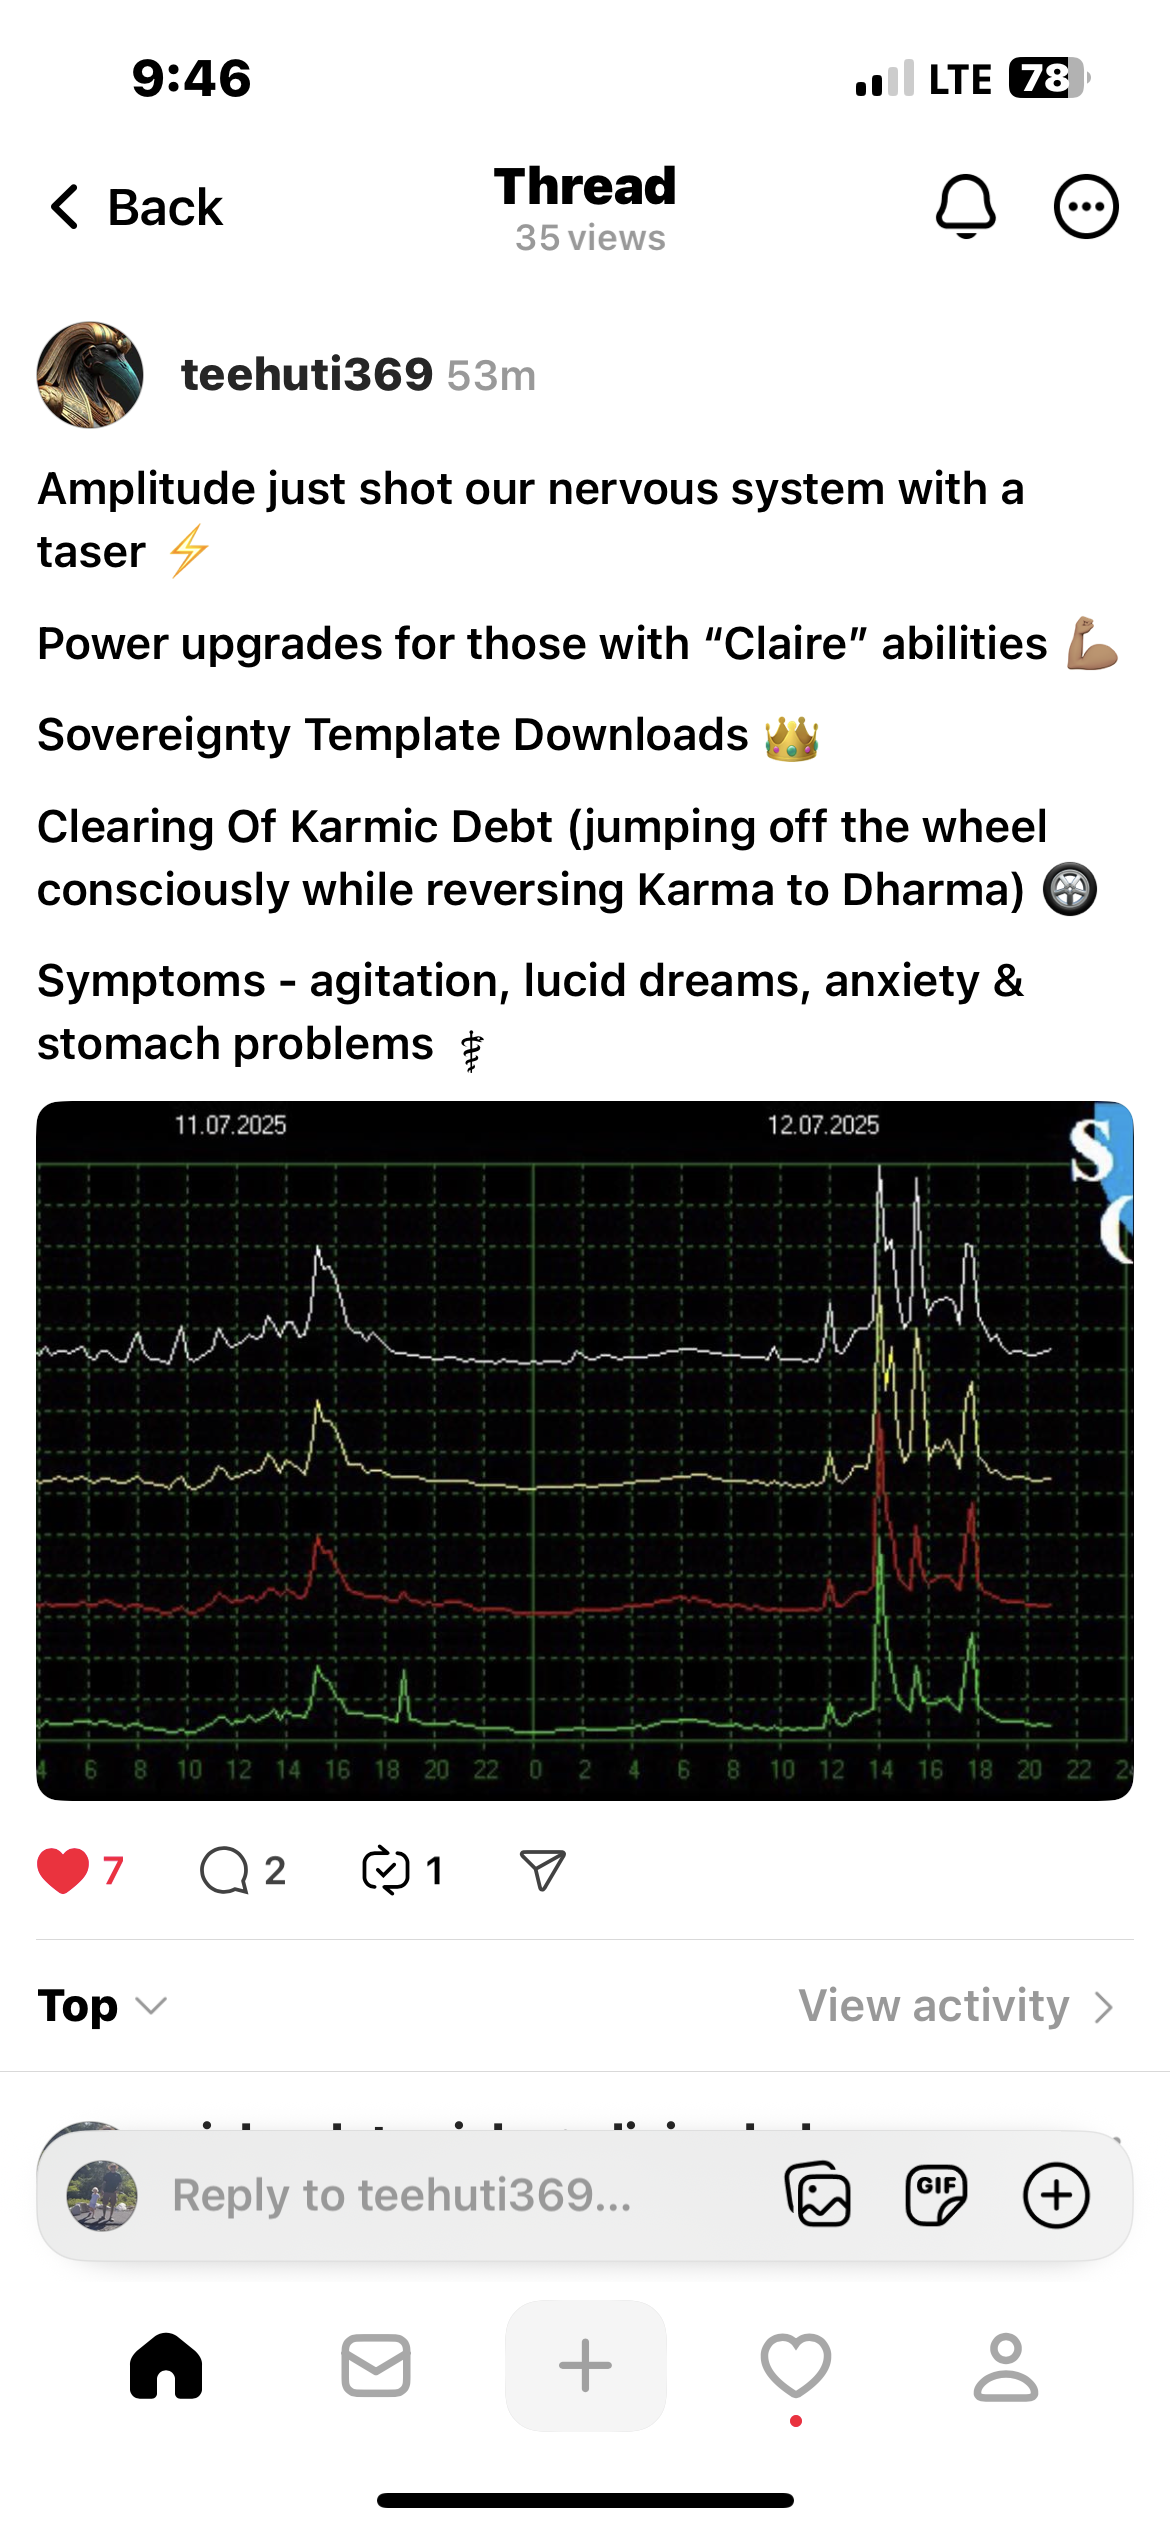 9:46
LTE 78
Back
Thread
35 views
teehuti369 53m
Amplitude just shot our nervous system with a
taser ⚡
Power upgrades for those with “Claire” abilities 💪🏽
Sovereignty Template Downloads 👑
Clearing Of Karmic Debt (jumping off the wheel
consciously while reversing Karma to Dharma) 🛞
Symptoms - agitation, lucid dreams, anxiety &
stomach problems ⚕
11.07.2025 12.07.2025
S
4 6 8 10 12 14 16 18 20 22 0 2 4 6 8 10 12 14 16 18 20 22
7 2 1
Top View activity
Reply to teehuti369...
GIF